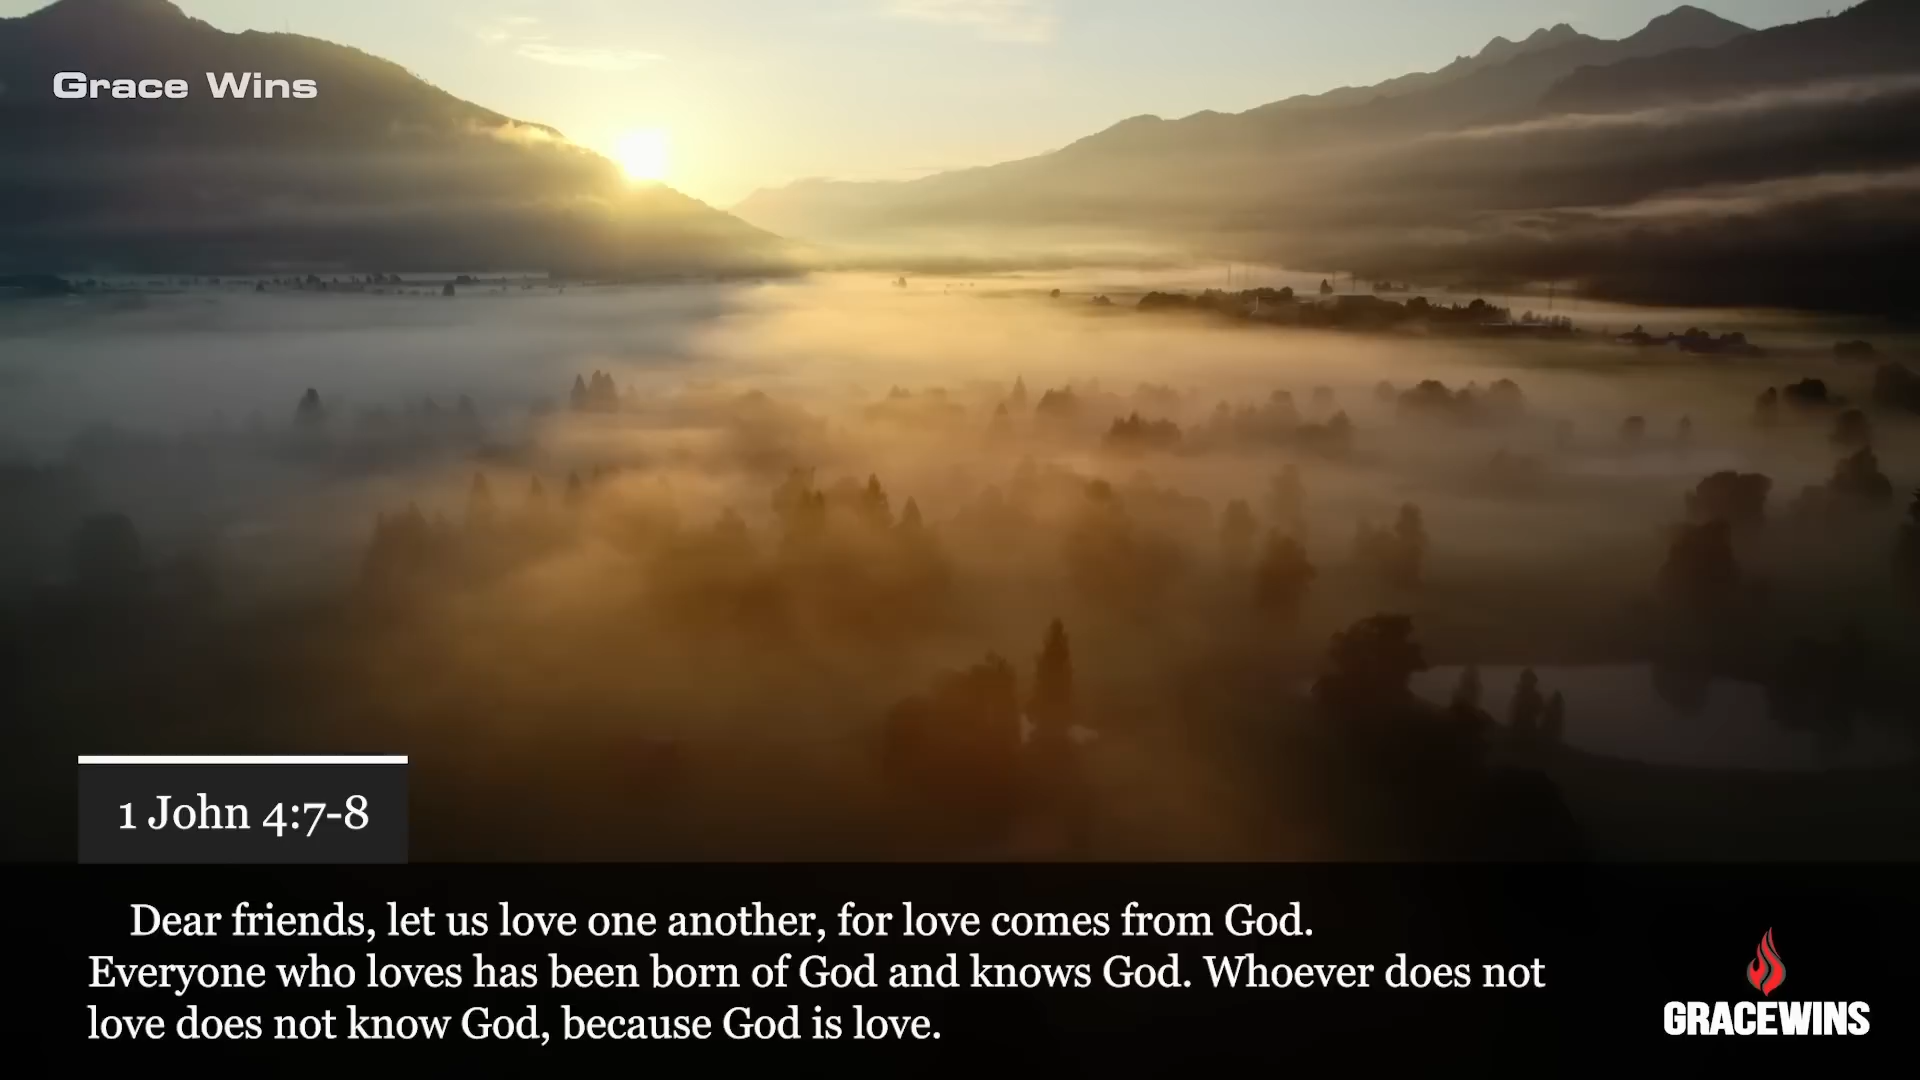 Grace Wins
1 John 4:7-8
Dear friends, let us love one another, for love comes from God.
Everyone who loves has been born of God and knows God. Whoever does not
love does not know God, because God is love.
GRACEWINS